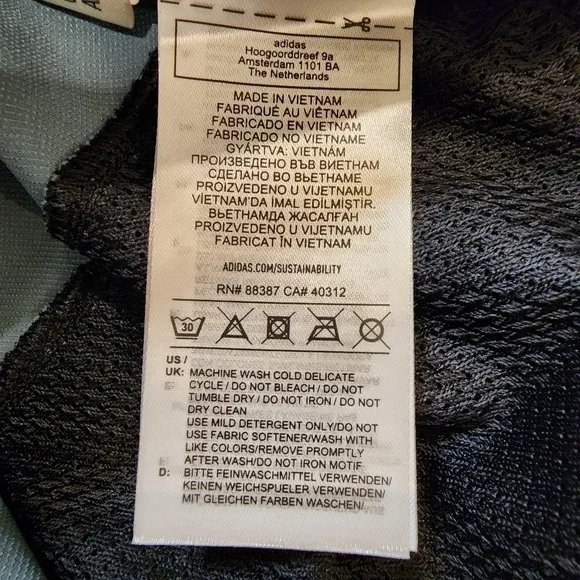 adidas
Hoogoorddreef 9a
Amsterdam 1101 BA
The Netherlands
MADE IN VIETNAM
FABRIQUÉ AU VIÊTNAM
FABRICADO EN VIETNAM
FABRICADO NO VIETNAME
GYÁRTVA: VIETNÁM
ПРОИЗВЕДЕНО ВЪВ ВИЕТНАМ
СДЕЛАНО ВО ВЬЕТНАМЕ
PROIZVEDENO U VIJETNAMU
VİETNAM'DA İMAL EDİLMİŞTİR.
ВЬЕТНАМДА ЖАСАЛҒАН
PROIZVEDENO U VIJETNAMU
FABRICAT ÎN VIETNAM
ADIDAS.COM/SUSTAINABILITY
RN# 88387 CA# 40312
30
US /
UK: MACHINE WASH COLD DELICATE
CYCLE / DO NOT BLEACH / DO NOT
TUMBLE DRY / DO NOT IRON / DO NOT
DRY CLEAN
USE MILD DETERGENT ONLY/DO NOT
USE FABRIC SOFTENER/WASH WITH
LIKE COLORS/REMOVE PROMPTLY
AFTER WASH/DO NOT IRON MOTIF
D: BITTE FEINWASCHMITTEL VERWENDEN/
KEINEN WEICHSPUELER VERWENDEN/
MIT GLEICHEN FARBEN WASCHEN/